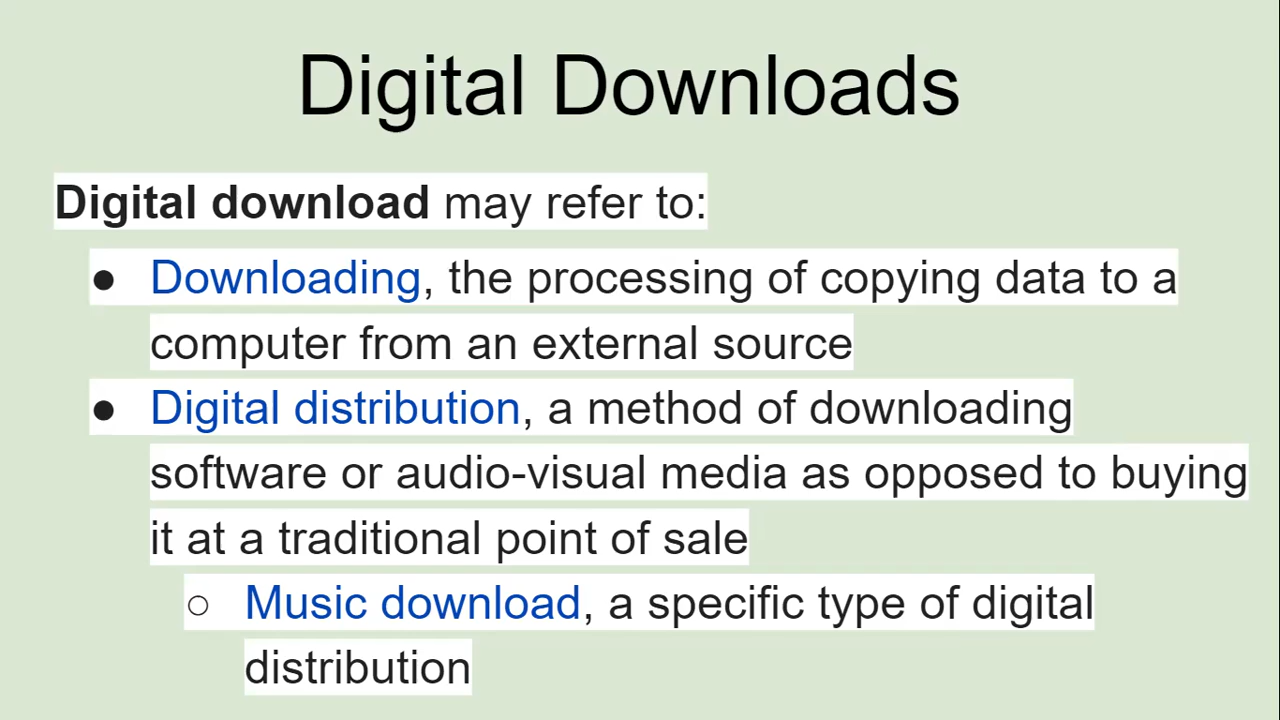 Digital Downloads
Digital download may refer to:
● Downloading, the processing of copying data to a
computer from an external source
● Digital distribution, a method of downloading
software or audio-visual media as opposed to buying
it at a traditional point of sale
○ Music download, a specific type of digital
distribution